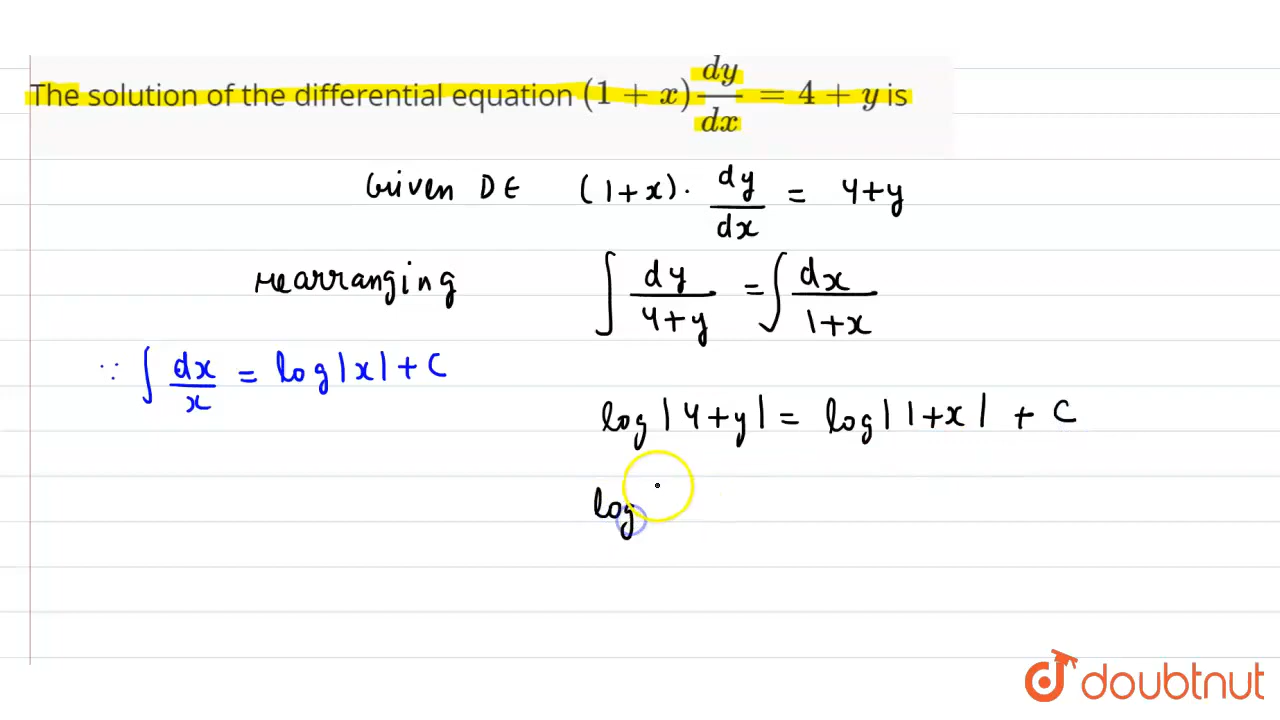 The solution of the differential equation (1 + x) dy/dx = 4 + y is
Given DE (1+x). dy/dx = 4+y
rearranging ∫ dy/4+y = ∫ dx/1+x
∵ ∫ dx/x = log|x| + C
log|4+y| = log|1+x| + C
log
doubtnut